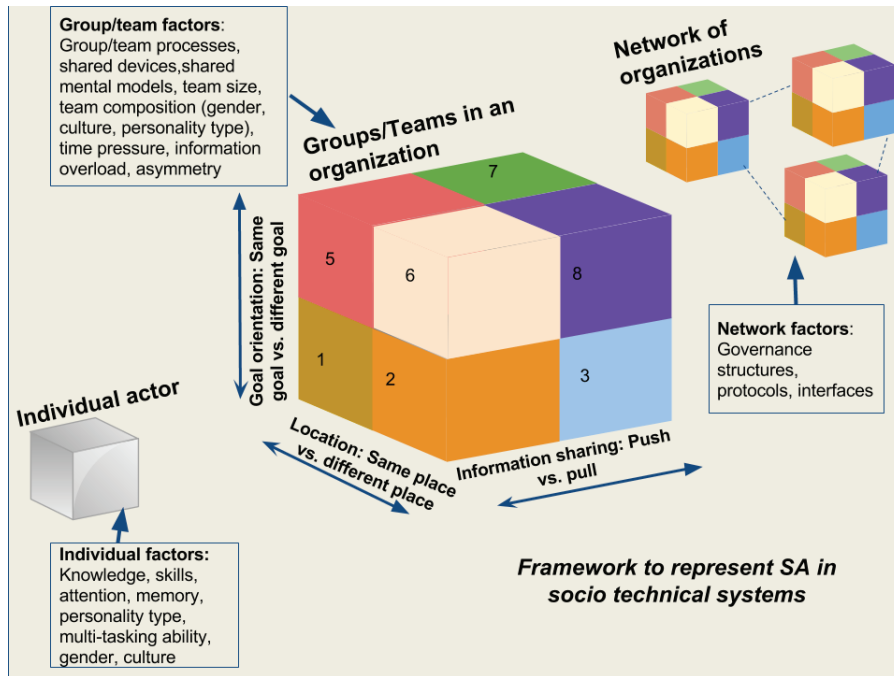 Group/team factors:
Group/team processes,
shared devices,shared
mental models, team size,
team composition (gender,
culture, personality type),
time pressure, information
overload, asymmetry
Network of
organizations
Groups/Teams in an
organization
7
5
6
8
1
2
3
Goal orientation: Same
goal vs. different goal
Network factors:
Governance
structures,
protocols, interfaces
Individual actor
Location: Same place
vs. different place
Information sharing: Push
vs. pull
Individual factors:
Knowledge, skills,
attention, memory,
personality type,
multi-tasking ability,
gender, culture
Framework to represent SA in
socio technical systems